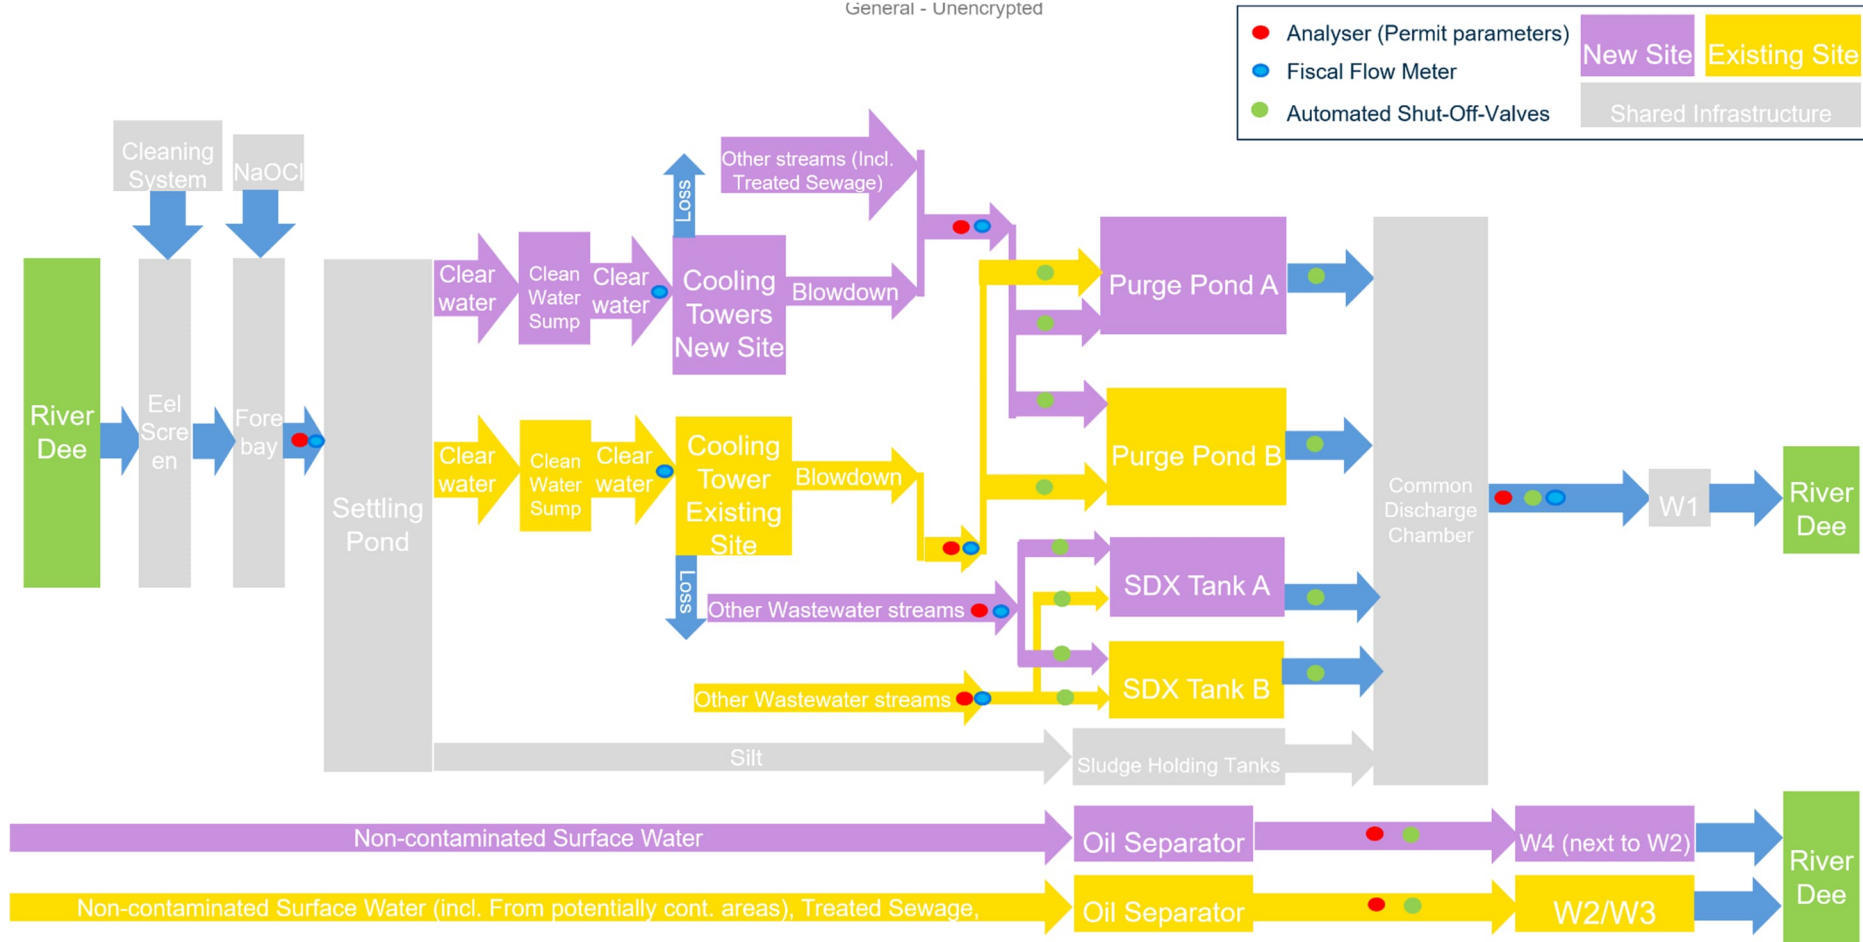 General - Unencrypted
Analyser (Permit parameters)
Fiscal Flow Meter
Automated Shut-Off-Valves
New Site
Existing Site
Shared Infrastructure
Cleaning
System
NaOCl
River
Dee
Eel
Scre
en
Fore
bay
Settling
Pond
Clear
water
Clean
Water
Sump
Clear
water
Loss
Cooling
Towers
New Site
Other streams (Incl.
Treated Sewage)
Blowdown
Purge Pond A
Clear
water
Clean
Water
Sump
Clear
water
Cooling
Tower
Existing
Site
Loss
Blowdown
Purge Pond B
Other Wastewater streams
SDX Tank A
Other Wastewater streams
SDX Tank B
Silt
Sludge Holding Tanks
Common
Discharge
Chamber
W1
River
Dee
Non-contaminated Surface Water
Oil Separator
W4 (next to W2)
Non-contaminated Surface Water (incl. From potentially cont. areas), Treated Sewage,
Oil Separator
W2/W3
River
Dee